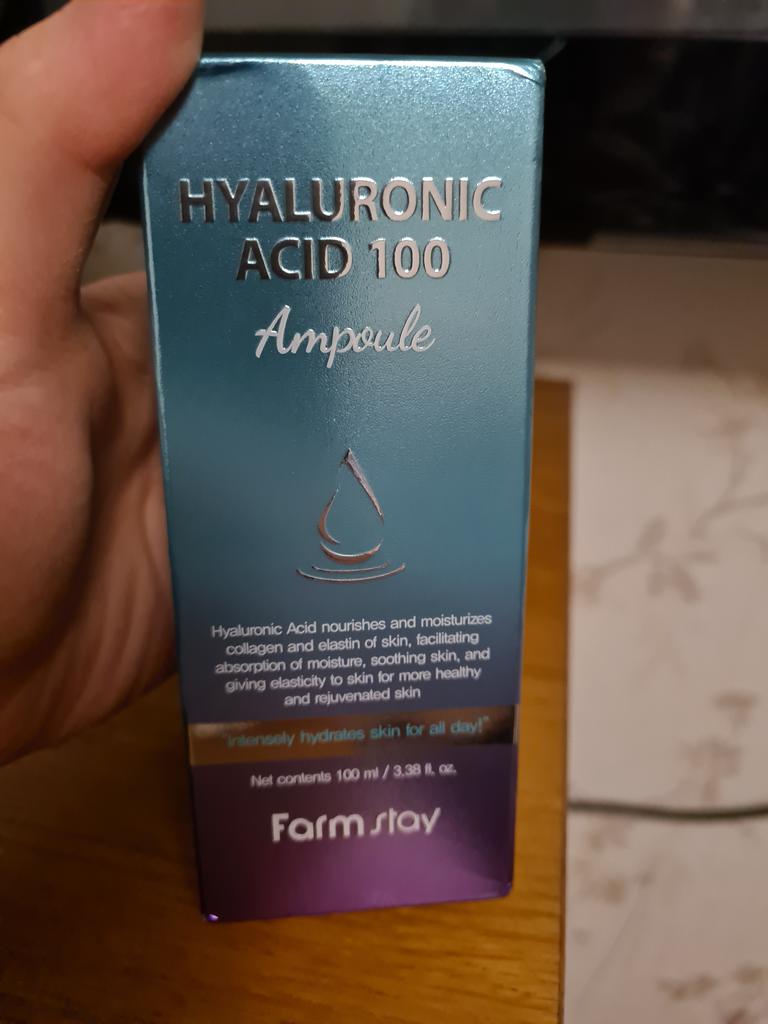 HYALURONIC
ACID 100
Ampoule
Hyaluronic Acid nourishes and moisturizes
collagen and elastin of skin, facilitating
absorption of moisture, soothing skin, and
giving elasticity to skin for more healthy
and rejuvenated skin
"Intensely hydrates skin for all day!"
Net contents 100 ml / 3.38 fl. oz.
Farm stay